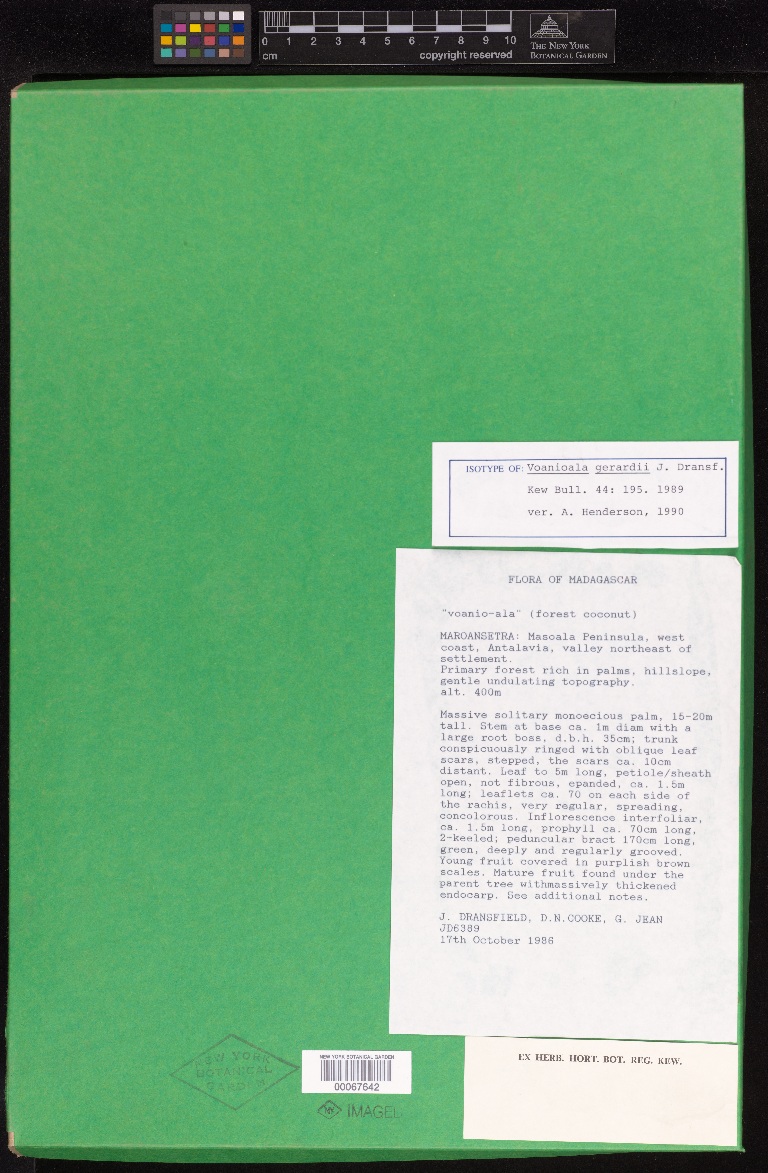 0 1 2 3 4 5 6 7 8 9 10
cm
copyright reserved
THE NEW YORK
BOTANICAL GARDEN
ISOTYPE OF: Voanioala gerardii J. Dransf.
Kew Bull. 44: 195. 1989
ver. A. Henderson, 1990
FLORA OF MADAGASCAR
"voanio-ala" (forest coconut)
MAROANSETRA: Masoala Peninsula, west
coast, Antalavia, valley northeast of
settlement.
Primary forest rich in palms, hillslope,
gentle undulating topography.
alt. 400m
Massive solitary monoecious palm, 15-20m
tall. Stem at base ca. 1m diam with a
large root boss, d.b.h. 35cm; trunk
conspicuously ringed with oblique leaf
scars, stepped, the scars ca. 10cm
distant. Leaf to 5m long, petiole/sheath
open, not fibrous, epanded, ca. 1.5m
long; leaflets ca. 70 on each side of
the rachis, very regular, spreading,
concolorous. Inflorescence interfoliar,
ca. 1.5m long, prophyll ca. 70cm long,
2-keeled; peduncular bract 170cm long,
green, deeply and regularly grooved.
Young fruit covered in purplish brown
scales. Mature fruit found under the
parent tree withmassively thickened
endocarp. See additional notes.
J. DRANSFIELD, D.N.COOKE, G. JEAN
JD6389
17th October 1986
EX HERB. HORT. BOT. REG. KEW.
NEW YORK
BOTANICAL
GARDEN
NEW YORK BOTANICAL GARDEN
00067642
NY IMAGED